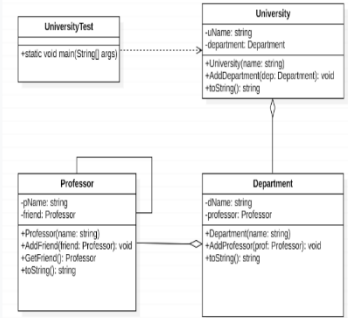 UniversityTest
+static void main(String[] args)
University
-uName: string
-department: Department
+University(name: string)
+AddDepartment(dep: Department): void
+toString(): string
Professor
-pName: string
-friend: Professor
+Professor(name: string)
+AddFriend(friend: Professor): void
+GetFriend(): Professor
+toString(): string
Department
-dName: string
-professor: Professor
+Department(name: string)
+AddProfessor(prof: Professor): void
+toString(): string